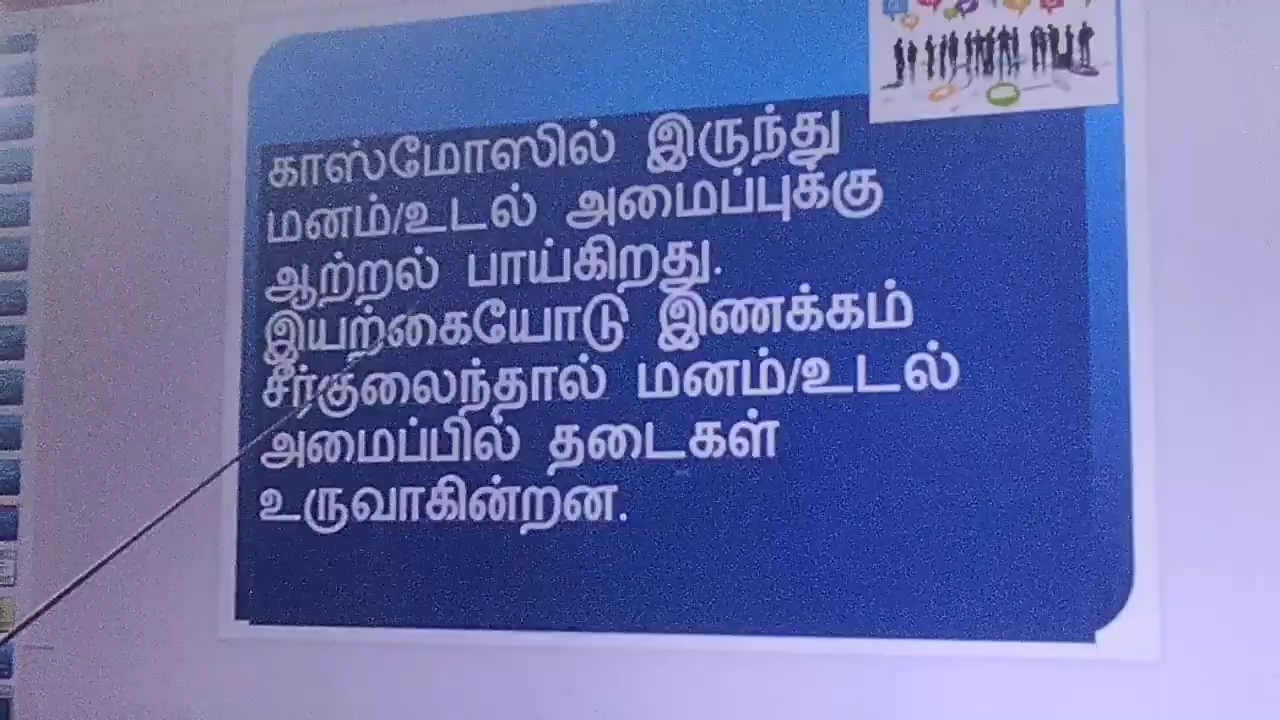 காஸ்மோஸில் இருந்து
மனம்/உடல் அமைப்புக்கு
ஆற்றல் பாய்கிறது.
இயற்கையோடு இணக்கம்
சீர்குலைந்தால் மனம்/உடல்
அமைப்பில் தடைகள்
உருவாகின்றன.